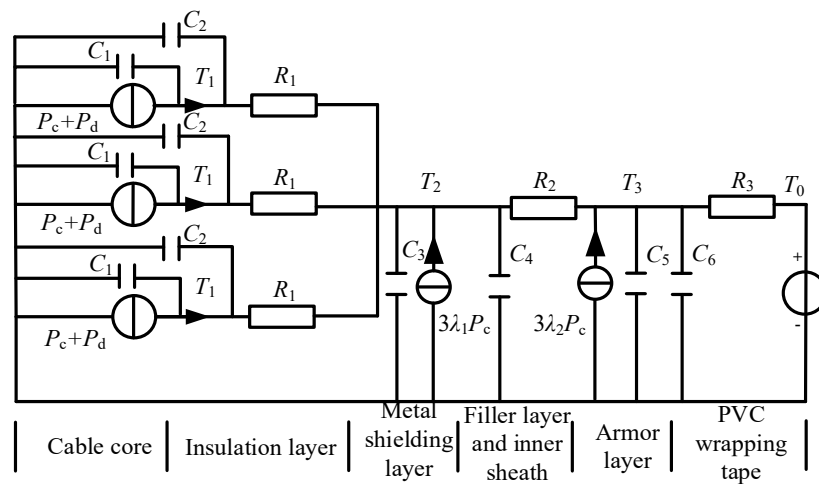 C2
C1
T1
R1
Pc+Pd
C2
C1
T1
R1
Pc+Pd
C2
C1
T1
R1
Pc+Pd
T2
R2
T3
R3
T0
C3
C4
C5
C6
3λ1Pc
3λ2Pc
+
-
Cable core
Insulation layer
Metal
shielding
layer
Filler layer
and inner
sheath
Armor
layer
PVC
wrapping
tape